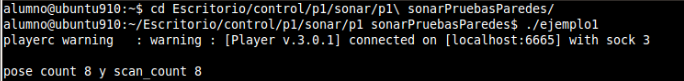 alumno@ubuntu910:~$ cd Escritorio/control/p1/sonar/p1\ sonarPruebasParedes/
alumno@ubuntu910:~/Escritorio/control/p1/sonar/p1 sonarPruebasParedes$ ./ejemplo1
playerc warning   : warning : [Player v.3.0.1] connected on [localhost:6665] with sock 3
pose count 8 y scan_count 8